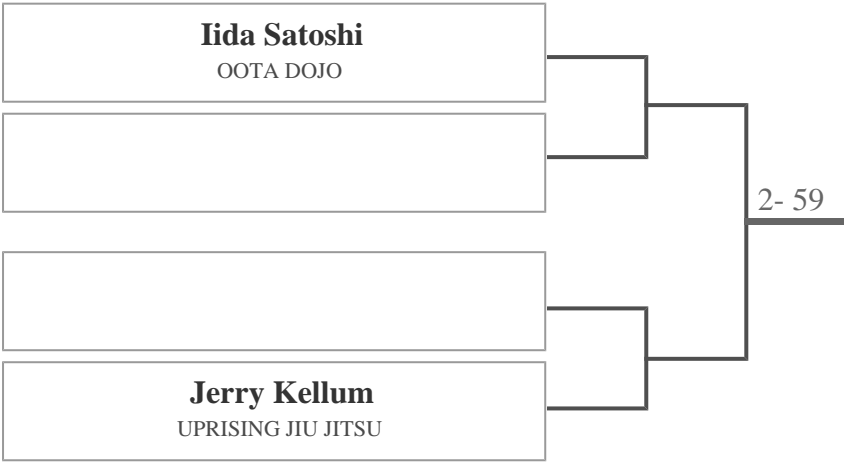 Iida Satoshi
OOTA DOJO
2- 59
Jerry Kellum
UPRISING JIU JITSU